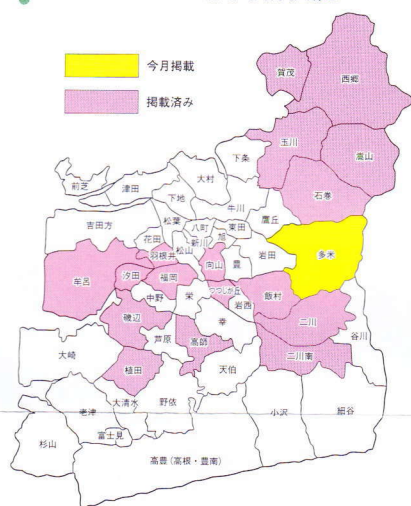 今月掲載
掲載済み
賀茂
西郷
玉川
嵩山
下条
石巻
大村
前芝
津田
下地
牛川
鷹丘
吉田方
松葉
八町
東田
花田
新川
旭
松山
岩田
多米
羽根井
向山
豊
牟呂
汐田
福岡
つつじが丘
飯村
中野
栄
岩西
二川
磯辺
幸
谷川
芦原
高師
二川南
大崎
植田
天伯
老津
大清水
野依
小沢
細谷
富士見
杉山
高豊(高根・豊南)